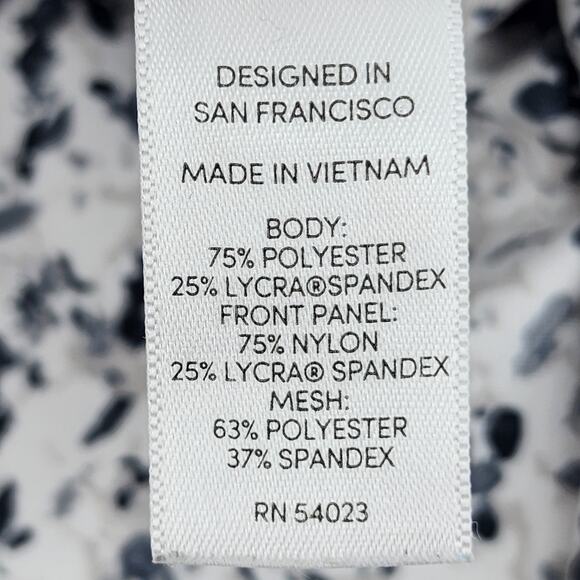 DESIGNED IN
SAN FRANCISCO
MADE IN VIETNAM
BODY:
75% POLYESTER
25% LYCRA®SPANDEX
FRONT PANEL:
75% NYLON
25% LYCRA® SPANDEX
MESH:
63% POLYESTER
37% SPANDEX
RN 54023